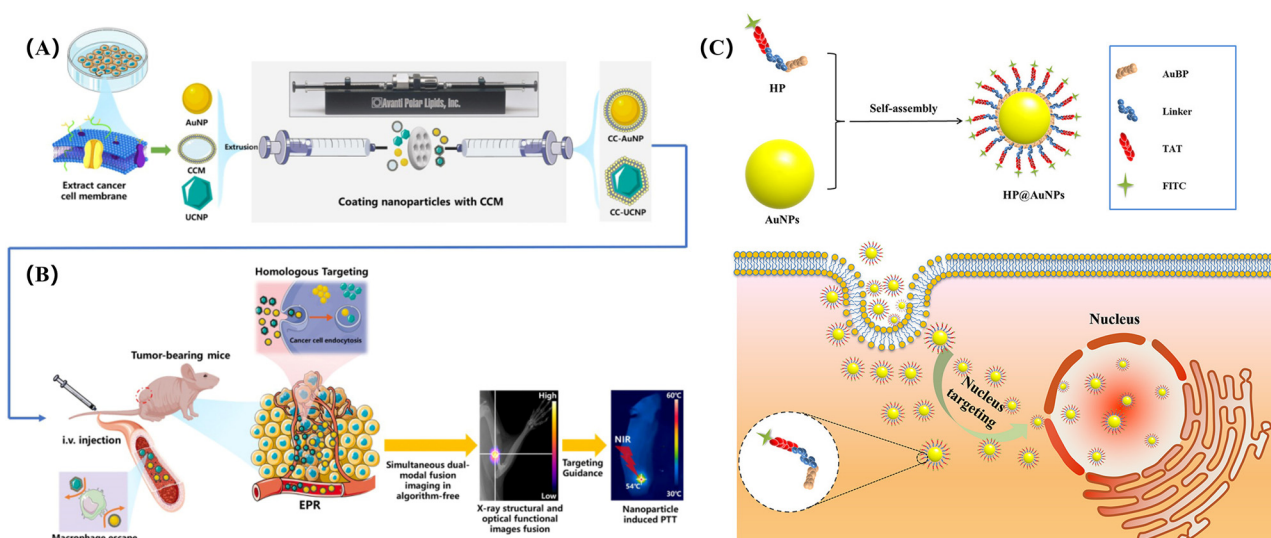 (A)
AuNP
CCM
UCNP
Extract cancer
cell membrane
Extrusion
Avanti Polar Lipids, Inc.
Coating nanoparticles with CCM
CC-AuNP
CC-UCNP
(B)
Homologous Targeting
Cancer cell endocytosis
Tumor-bearing mice
i.v. injection
Macrophage escape
EPR
Simultaneous dual-
modal fusion
imaging in
algorithm-free
High
Low
X-ray structural and
optical functional
images fusion
Targeting
Guidance
60℃
NIR
54℃
30℃
Nanoparticle
induced PTT
(C)
HP
AuNPs
Self-assembly
HP@AuNPs
AuBP
Linker
TAT
FITC
Nucleus
Nucleus
targeting